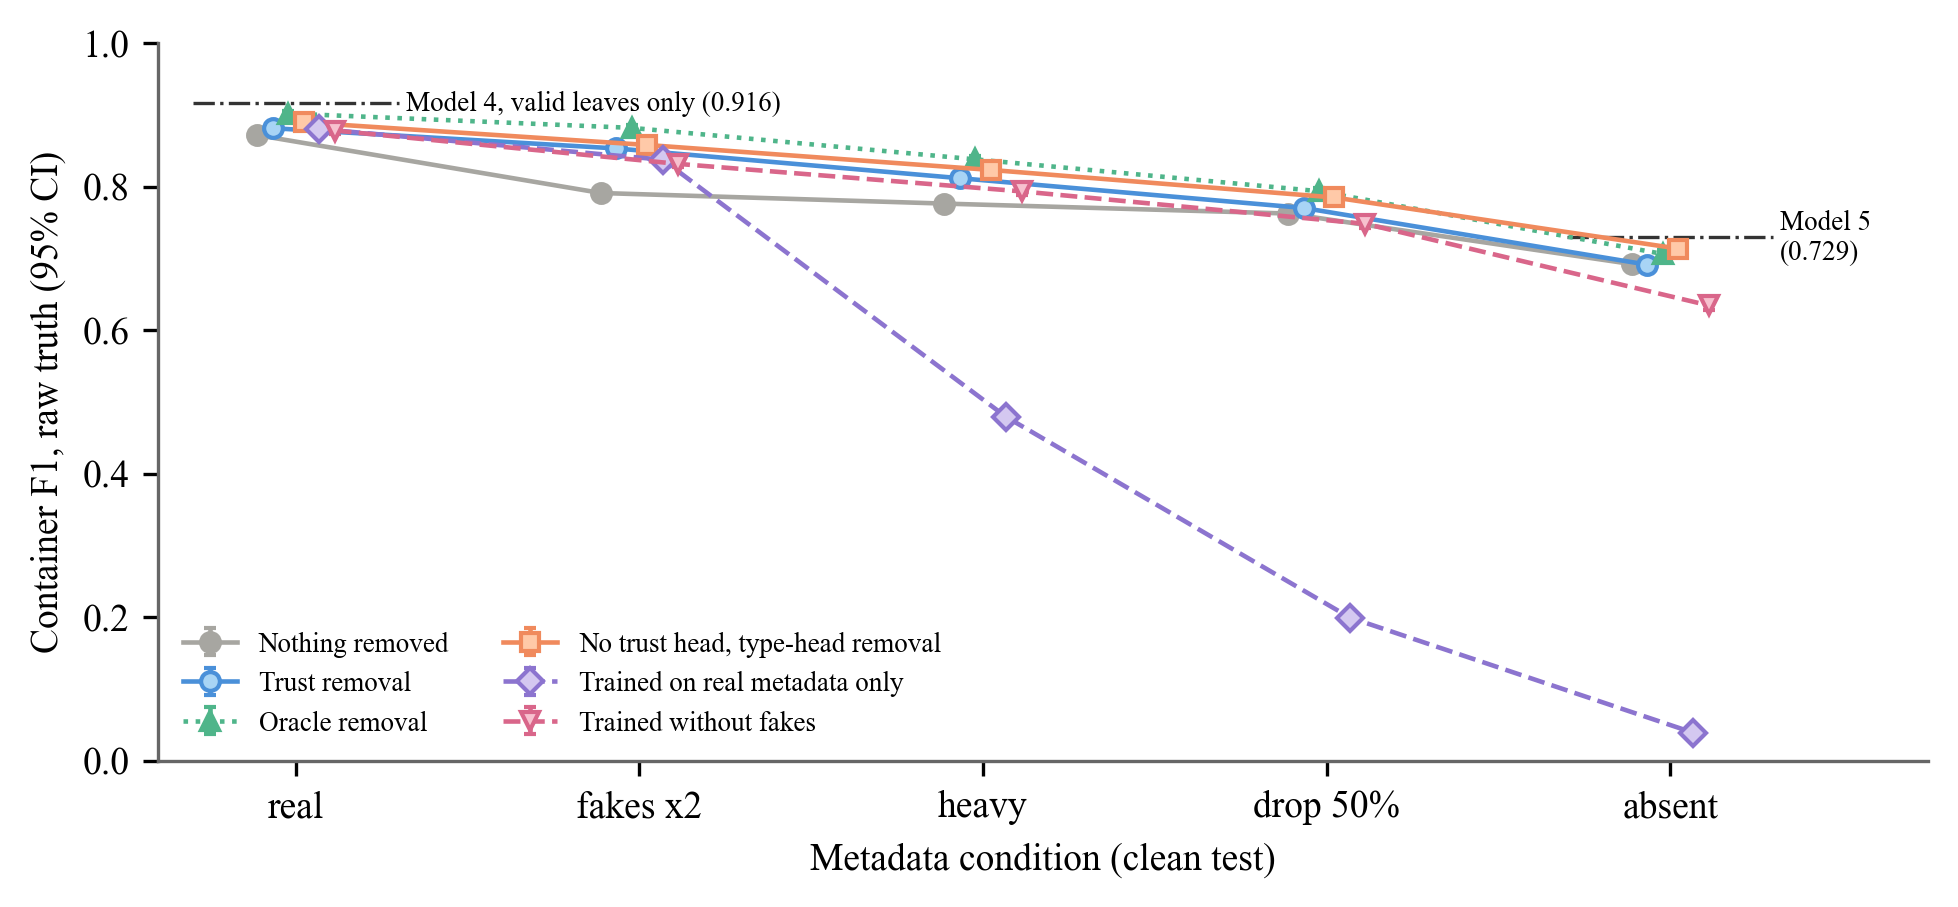 Container F1, raw truth (95% CI)
1.0
0.8
0.6
0.4
0.2
0.0
Model 4, valid leaves only (0.916)
Model 5
(0.729)
Nothing removed
Trust removal
Oracle removal
No trust head, type-head removal
Trained on real metadata only
Trained without fakes
real
fakes x2
heavy
drop 50%
absent
Metadata condition (clean test)